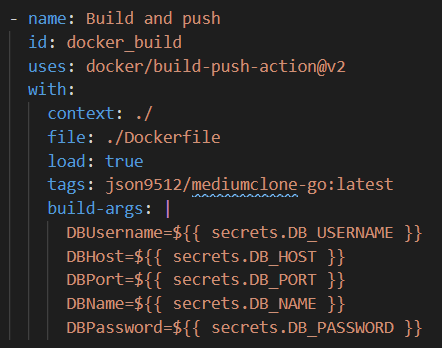 - name: Build and push
id: docker_build
uses: docker/build-push-action@v2
with:
context: ./
file: ./Dockerfile
load: true
tags: json9512/mediumclone-go:latest
build-args: |
DBUsername=${{ secrets.DB_USERNAME }}
DBHost=${{ secrets.DB_HOST }}
DBPort=${{ secrets.DB_PORT }}
DBName=${{ secrets.DB_NAME }}
DBPassword=${{ secrets.DB_PASSWORD }}